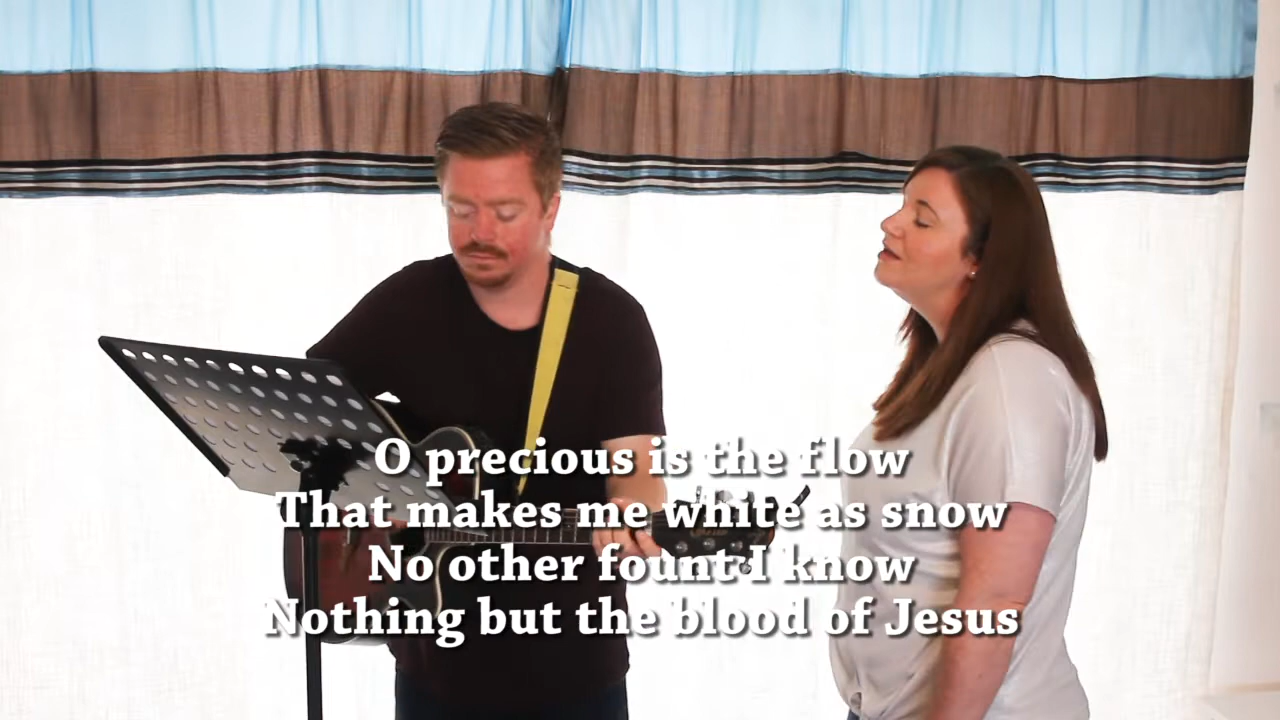 O precious is the flow
That makes me white as snow
No other fount I know
Nothing but the blood of Jesus